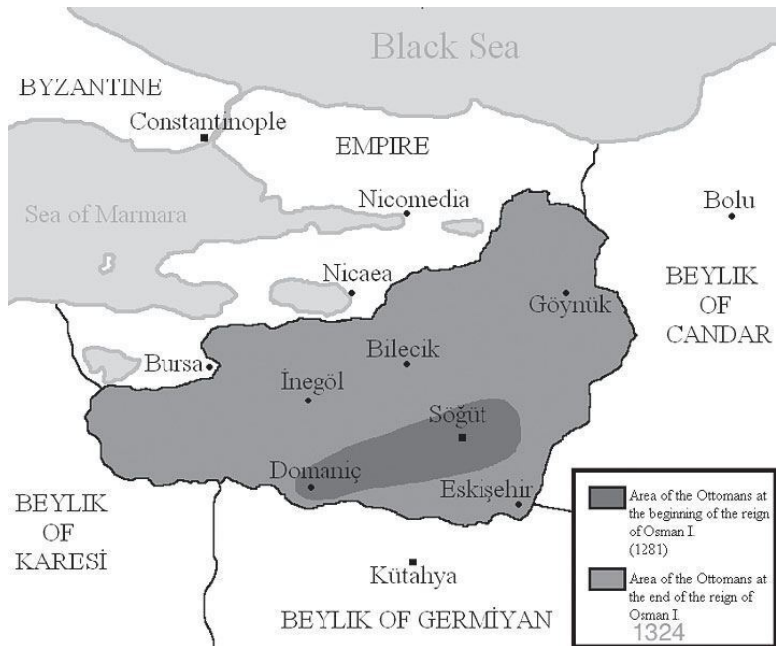 Black Sea
BYZANTINE
Constantinople
EMPIRE
Sea of Marmara
Nicomedia
Bolu
Nicaea
Göynük
BEYLIK
OF
CANDAR
Bursa
Bilecik
İnegöl
Söğüt
Domaniç
Eskişehir
BEYLIK
OF
KARESİ
Kütahya
BEYLIK OF GERMİYAN
Area of the Ottomans at
the beginning of the reign
of Osman I.
(1281)
Area of the Ottomans at
the end of the reign of
Osman I.
1324